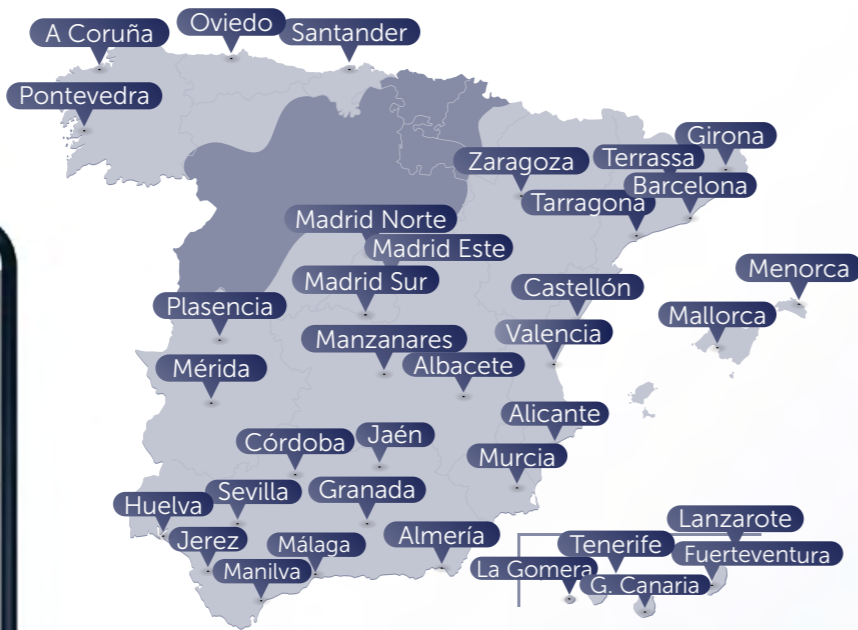 Oviedo
A Coruña
Santander
Pontevedra
Girona
Zaragoza
Terrassa
Barcelona
Tarragona
Madrid Norte
Madrid Este
Menorca
Madrid Sur
Castellón
Plasencia
Mallorca
Valencia
Manzanares
Albacete
Mérida
Alicante
Jaén
Córdoba
Murcia
Granada
Sevilla
Huelva
Lanzarote
Almería
Jerez
Málaga
Tenerife
Fuerteventura
La Gomera
Manilva
G. Canaria